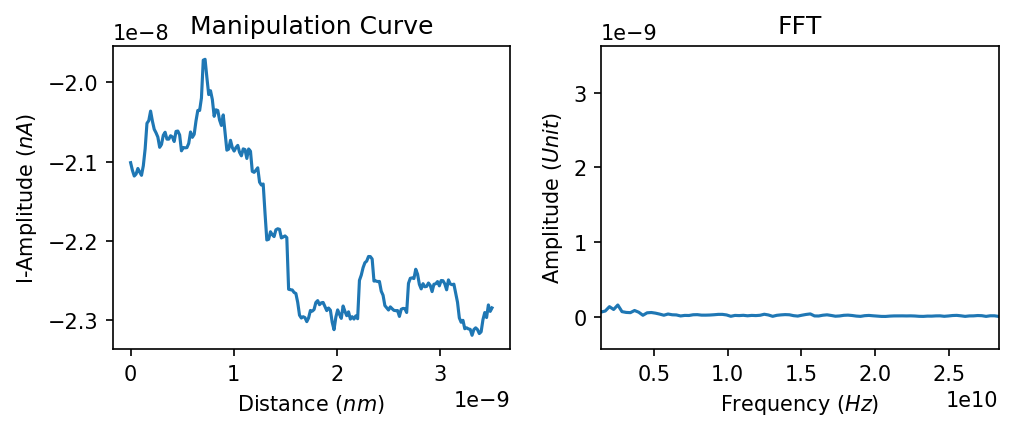 Manipulation Curve
1e−8
−2.0
−2.1
−2.2
−2.3
I-Amplitude (nA)
0
1
2
3
1e−9
Distance (nm)
FFT
1e−9
3
2
1
0
Amplitude (Unit)
0.5
1.0
1.5
2.0
2.5
1e10
Frequency (Hz)